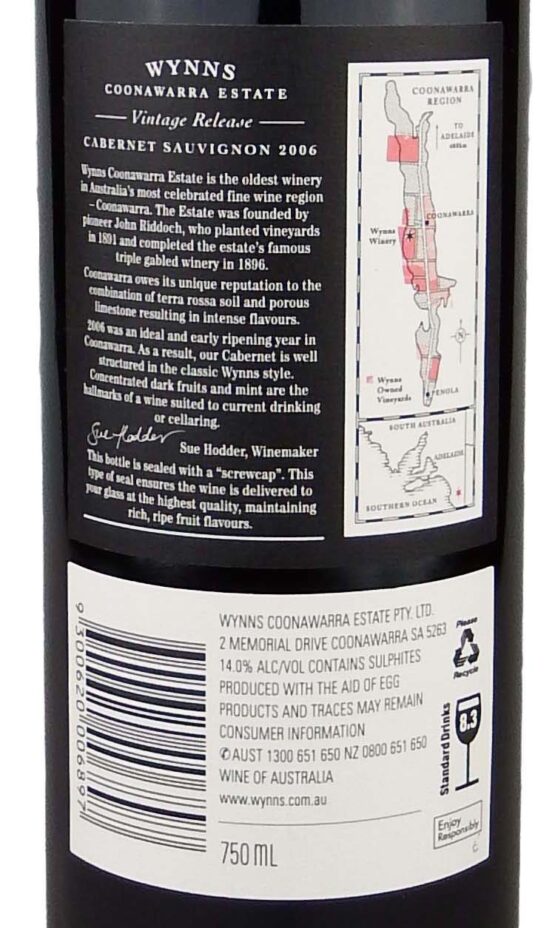 WYNNS
COONAWARRA ESTATE
Vintage Release
CABERNET SAUVIGNON 2006
Wynns Coonawarra Estate is the oldest winery
in Australia's most celebrated fine wine region
– Coonawarra. The Estate was founded by
pioneer John Riddoch, who planted vineyards
in 1891 and completed the estate's famous
triple gabled winery in 1896.
Coonawarra owes its unique reputation to the
combination of terra rossa soil and porous
limestone resulting in intense flavours.
2006 was an ideal and early ripening year in
Coonawarra. As a result, our Cabernet is well
structured in the classic Wynns style.
Concentrated dark fruits and mint are the
hallmarks of a wine suited to current drinking
or cellaring.
Sue Hodder
Sue Hodder, Winemaker
This bottle is sealed with a “screwcap”. This
type of seal ensures the wine is delivered to
your glass at the highest quality, maintaining
rich, ripe fruit flavours.
COONAWARRA
REGION
TO
ADELAIDE
COONAWARRA
Wynns
Winery
Wynns
Owned
Vineyards
PENOLA
N
SOUTH AUSTRALIA
ADELAIDE
SOUTHERN OCEAN
9 300620 006897
WYNNS COONAWARRA ESTATE PTY. LTD.
2 MEMORIAL DRIVE COONAWARRA SA 5263
14.0% ALC/VOL CONTAINS SULPHITES
PRODUCED WITH THE AID OF EGG
PRODUCTS AND TRACES MAY REMAIN
CONSUMER INFORMATION
✆AUST 1300 651 650 NZ 0800 651 650
WINE OF AUSTRALIA
www.wynns.com.au
750 ML
Please
Recycle
8.3
Standard Drinks
Enjoy
Responsibly